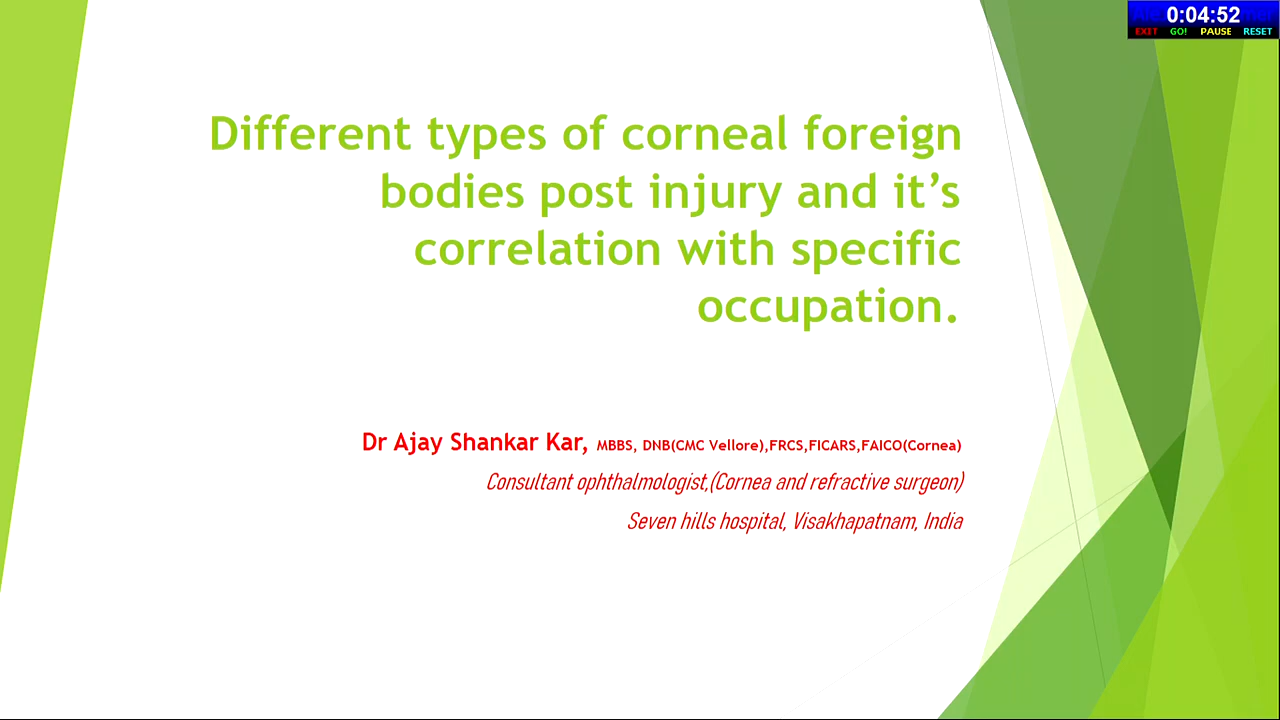 0:04:52
EXIT GO! PAUSE RESET
Different types of corneal foreign
bodies post injury and it’s
correlation with specific
occupation.
Dr Ajay Shankar Kar, MBBS, DNB(CMC Vellore),FRCS,FICARS,FAICO(Cornea)
Consultant ophthalmologist,(Cornea and refractive surgeon)
Seven hills hospital, Visakhapatnam, India